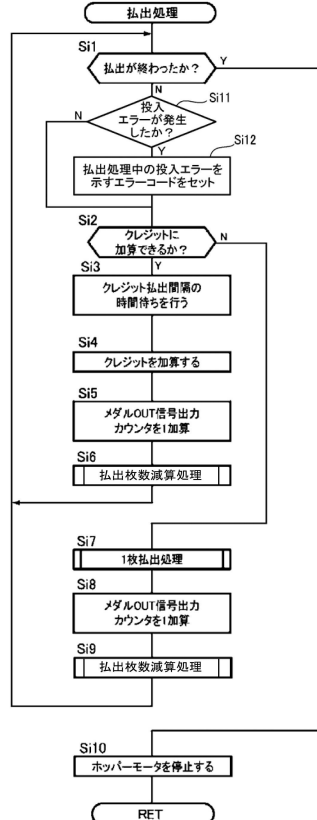 払出処理
Si1
払出が終わったか?
Y
N
Si11
投入
エラーが発生
したか?
N
Y
Si12
払出処理中の投入エラーを
示すエラーコードをセット
Si2
クレジットに
加算できるか?
N
Y
Si3
クレジット払出間隔の
時間待ちを行う
Si4
クレジットを加算する
Si5
メダルOUT信号出力
カウンタを1加算
Si6
払出枚数減算処理
Si7
1枚払出処理
Si8
メダルOUT信号出力
カウンタを1加算
Si9
払出枚数減算処理
Si10
ホッパーモータを停止する
RET